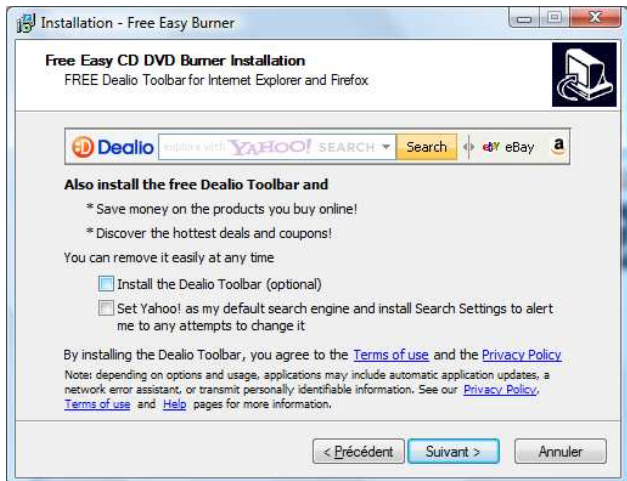 Installation - Free Easy Burner
Free Easy CD DVD Burner Installation
FREE Dealio Toolbar for Internet Explorer and Firefox
Dealio explore with YAHOO! SEARCH Search eBay eBay a
Also install the free Dealio Toolbar and
* Save money on the products you buy online!
* Discover the hottest deals and coupons!
You can remove it easily at any time
Install the Dealio Toolbar (optional)
Set Yahoo! as my default search engine and install Search Settings to alert
me to any attempts to change it
By installing the Dealio Toolbar, you agree to the Terms of use and the Privacy Policy
Note: depending on options and usage, applications may include automatic application updates, a
network error assistant, or transmit personally identifiable information. See our Privacy Policy,
Terms of use and Help pages for more information.
< Précédent Suivant > Annuler